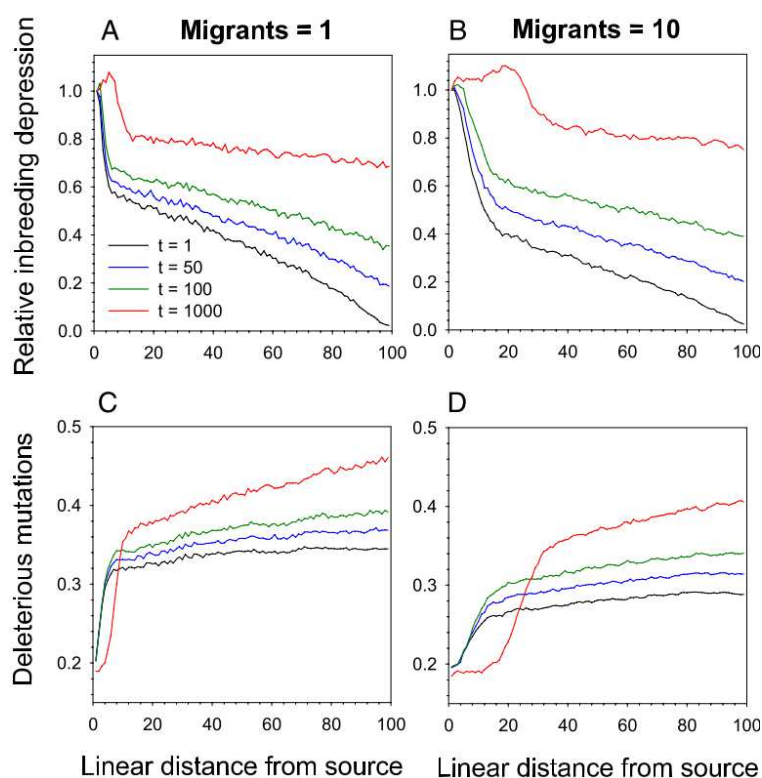 A
Migrants = 1
B
Migrants = 10
Relative inbreeding depression
1.0
0.8
0.6
0.4
0.2
0.0
t = 1
t = 50
t = 100
t = 1000
0 20 40 60 80 100
1.0
0.8
0.6
0.4
0.2
0.0
0 20 40 60 80 100
C
D
Deleterious mutations
0.5
0.4
0.3
0.2
0 20 40 60 80 100
0.5
0.4
0.3
0.2
0 20 40 60 80 100
Linear distance from source
Linear distance from source